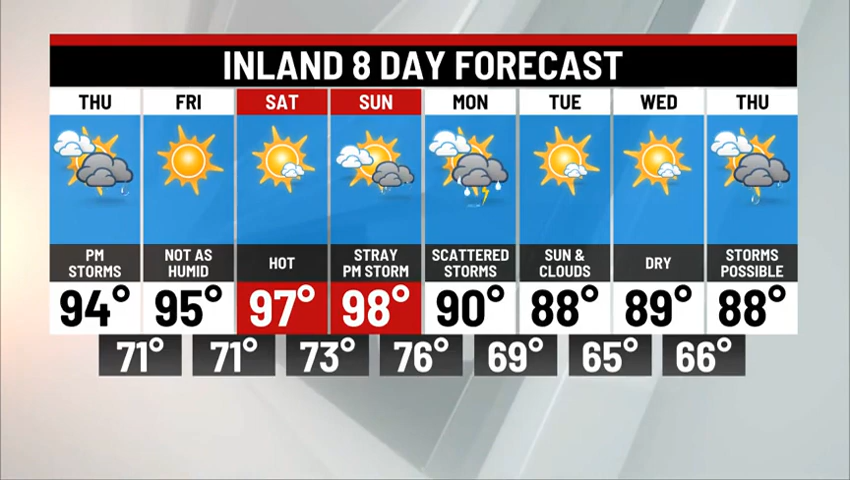 INLAND 8 DAY FORECAST
THU FRI SAT SUN MON TUE WED THU
PM STORMS
NOT AS HUMID
HOT
STRAY PM STORM
SCATTERED STORMS
SUN & CLOUDS
DRY
STORMS POSSIBLE
94° 95° 97° 98° 90° 88° 89° 88°
71° 71° 73° 76° 69° 65° 66°